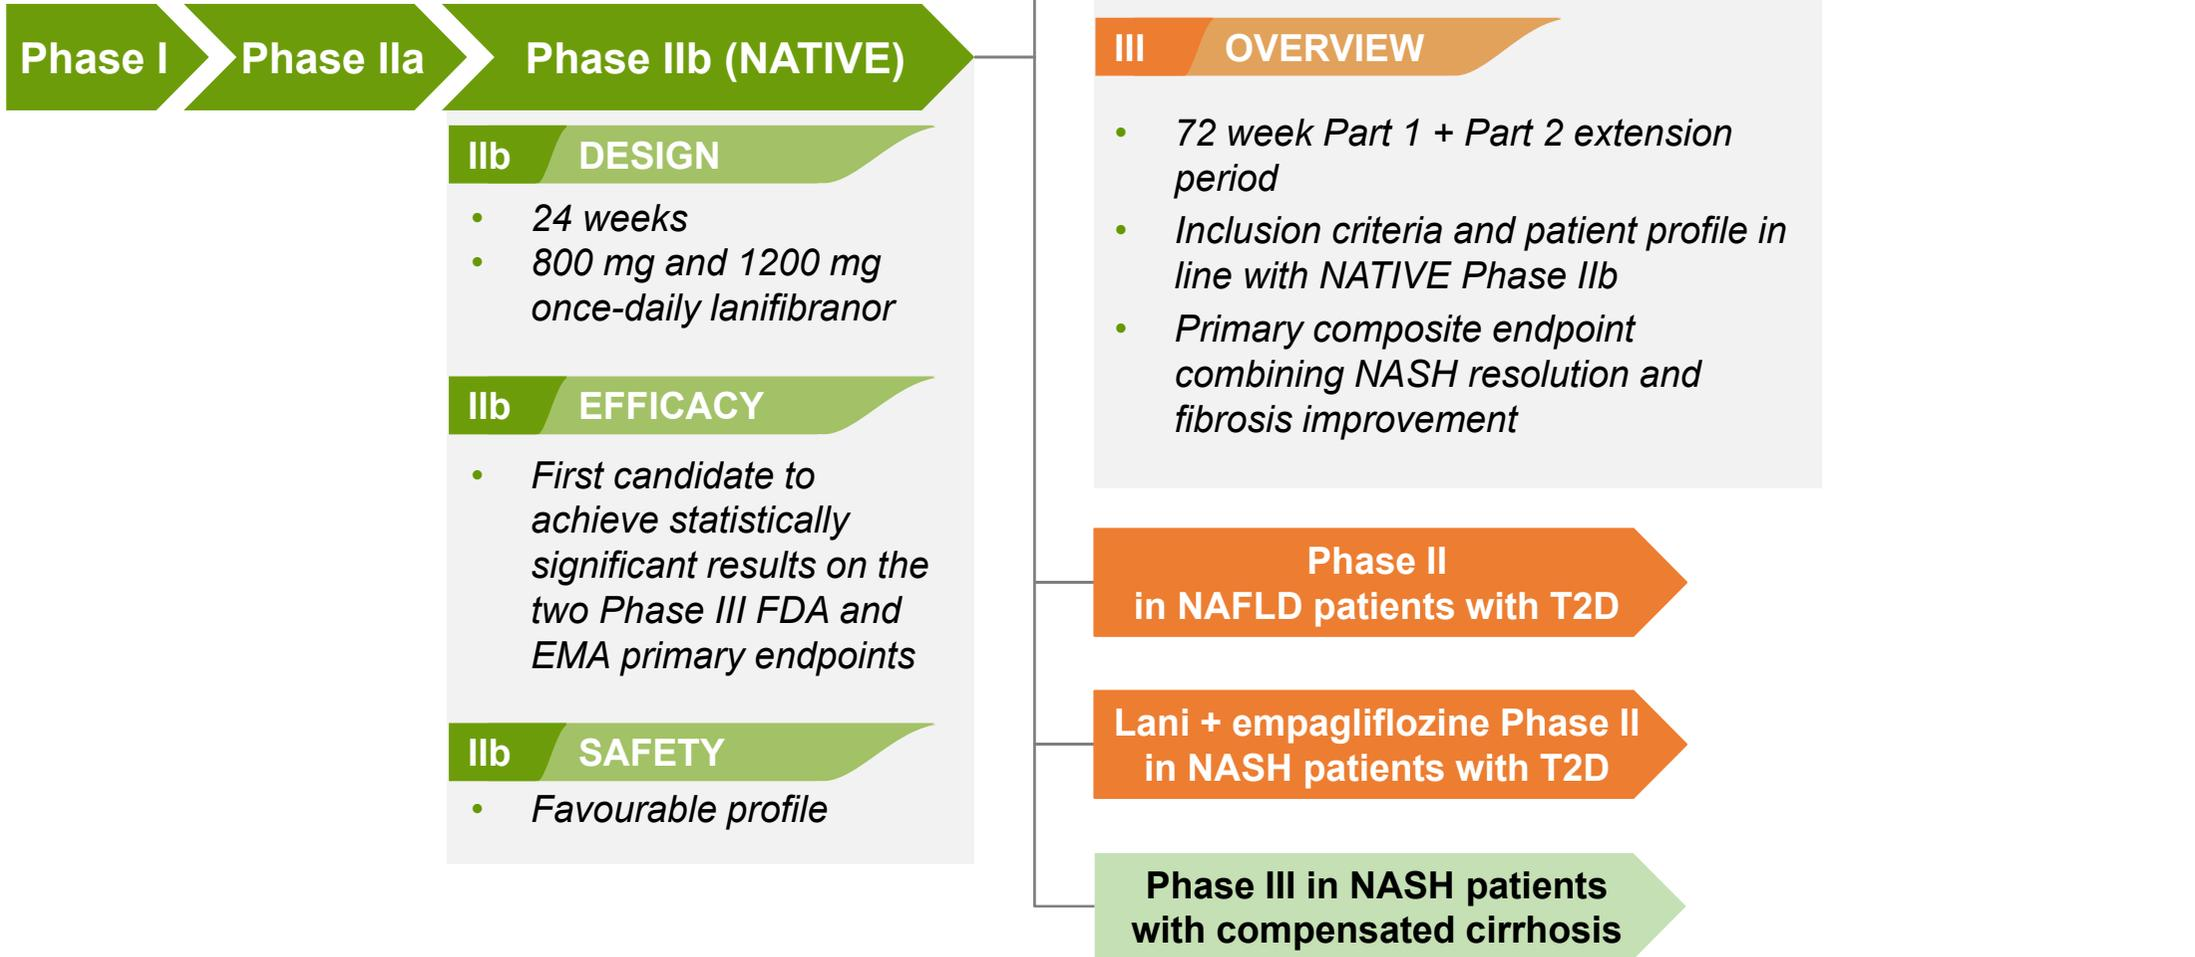 Phase I
Phase IIa
Phase IIb (NATIVE)
IIb DESIGN
• 24 weeks
• 800 mg and 1200 mg
once-daily lanifibranor
IIb EFFICACY
• First candidate to
achieve statistically
significant results on the
two Phase III FDA and
EMA primary endpoints
IIb SAFETY
• Favourable profile
III OVERVIEW
• 72 week Part 1 + Part 2 extension
period
• Inclusion criteria and patient profile in
line with NATIVE Phase IIb
• Primary composite endpoint
combining NASH resolution and
fibrosis improvement
Phase II
in NAFLD patients with T2D
Lani + empagliflozine Phase II
in NASH patients with T2D
Phase III in NASH patients
with compensated cirrhosis